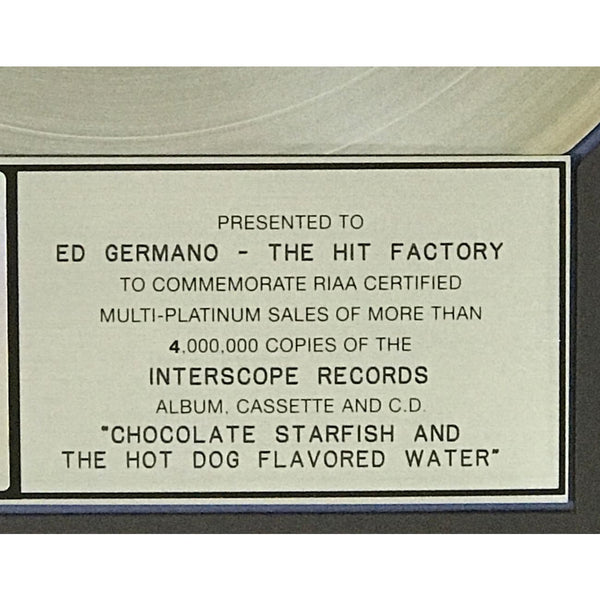 PRESENTED TO
ED GERMANO - THE HIT FACTORY
TO COMMEMORATE RIAA CERTIFIED
MULTI-PLATINUM SALES OF MORE THAN
4,000,000 COPIES OF THE
INTERSCOPE RECORDS
ALBUM, CASSETTE AND C.D.
"CHOCOLATE STARFISH AND
THE HOT DOG FLAVORED WATER"